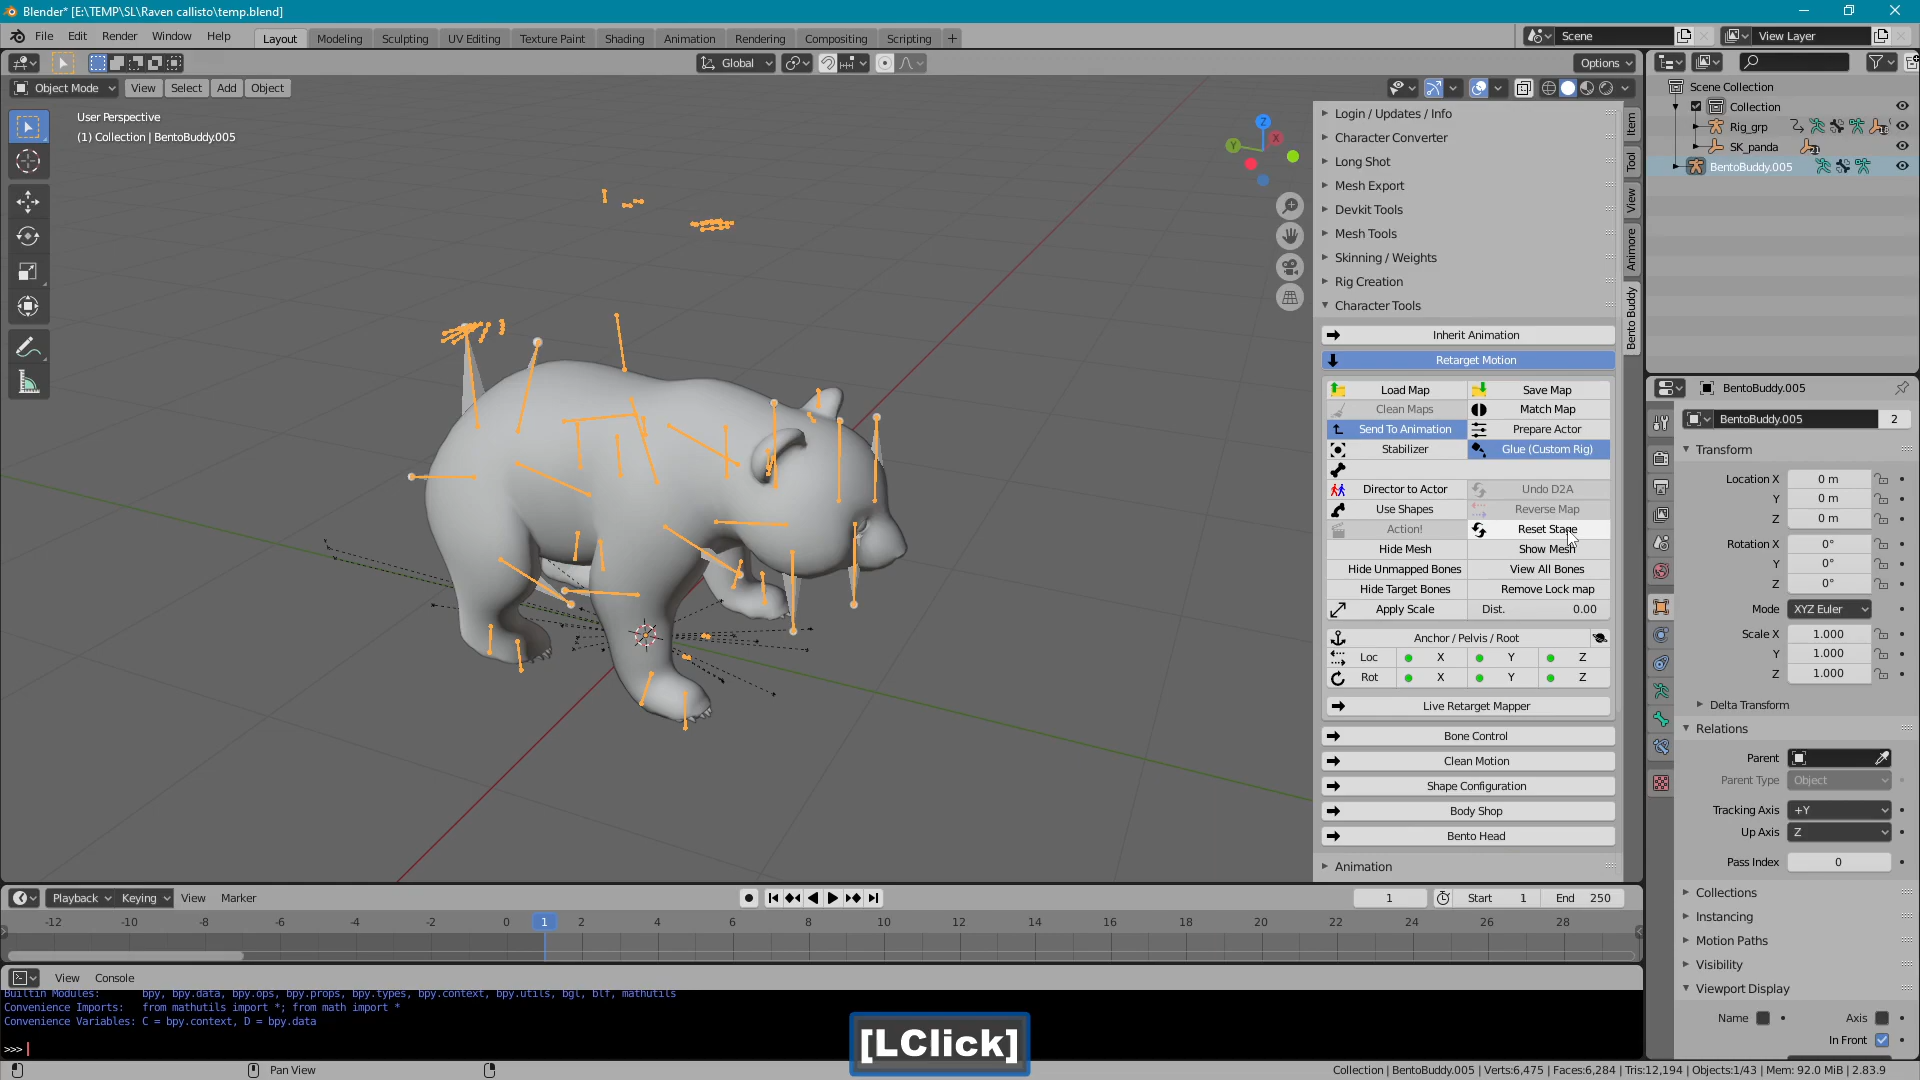 Blender* [E:\TEMP\SL\Raven callisto\temp.blend]
File Edit Render Window Help Layout Modeling Sculpting UV Editing Texture Paint Shading Animation Rendering Compositing Scripting + Scene View Layer
Global Options
Object Mode View Select Add Object
User Perspective
(1) Collection | BentoBuddy.005
Z
X
Y
Login / Updates / Info
Character Converter
Long Shot
Mesh Export
Devkit Tools
Mesh Tools
Skinning / Weights
Rig Creation
Character Tools
Inherit Animation
Retarget Motion
Load Map Save Map
Clean Maps Match Map
Send To Animation Prepare Actor
Stabilizer Glue (Custom Rig)
Director to Actor Undo D2A
Use Shapes Reverse Map
Action! Reset Stage
Hide Mesh Show Mesh
Hide Unmapped Bones View All Bones
Hide Target Bones Remove Lock map
Apply Scale Dist. 0.00
Anchor / Pelvis / Root
Loc X Y Z
Rot X Y Z
Live Retarget Mapper
Bone Control
Clean Motion
Shape Configuration
Body Shop
Bento Head
Animation
Item
Tool
View
Animore
Bento Buddy
Scene Collection
Collection
Rig_grp
SK_panda 21
BentoBuddy.005
BentoBuddy.005
BentoBuddy.005 2
Transform
Location X 0 m
Y 0 m
Z 0 m
Rotation X 0°
Y 0°
Z 0°
Mode XYZ Euler
Scale X 1.000
Y 1.000
Z 1.000
Delta Transform
Relations
Parent
Parent Type Object
Tracking Axis +Y
Up Axis Z
Pass Index 0
Collections
Instancing
Motion Paths
Visibility
Viewport Display
Name Axis
In Front
Playback Keying View Marker 1 Start 1 End 250
-12 -10 -8 -6 -4 -2 0 1 2 4 6 8 10 12 14 16 18 20 22 24 26 28
View Console
Builtin Modules: bpy, bpy.data, bpy.ops, bpy.props, bpy.types, bpy.context, bpy.utils, bgl, blf, mathutils
Convenience Imports: from mathutils import *; from math import *
Convenience Variables: C = bpy.context, D = bpy.data
>>>
[LClick]
Pan View
Collection | BentoBuddy.005 | Verts:6,475 | Faces:6,284 | Tris:12,194 | Objects:1/43 | Mem: 92.0 MiB | 2.83.9